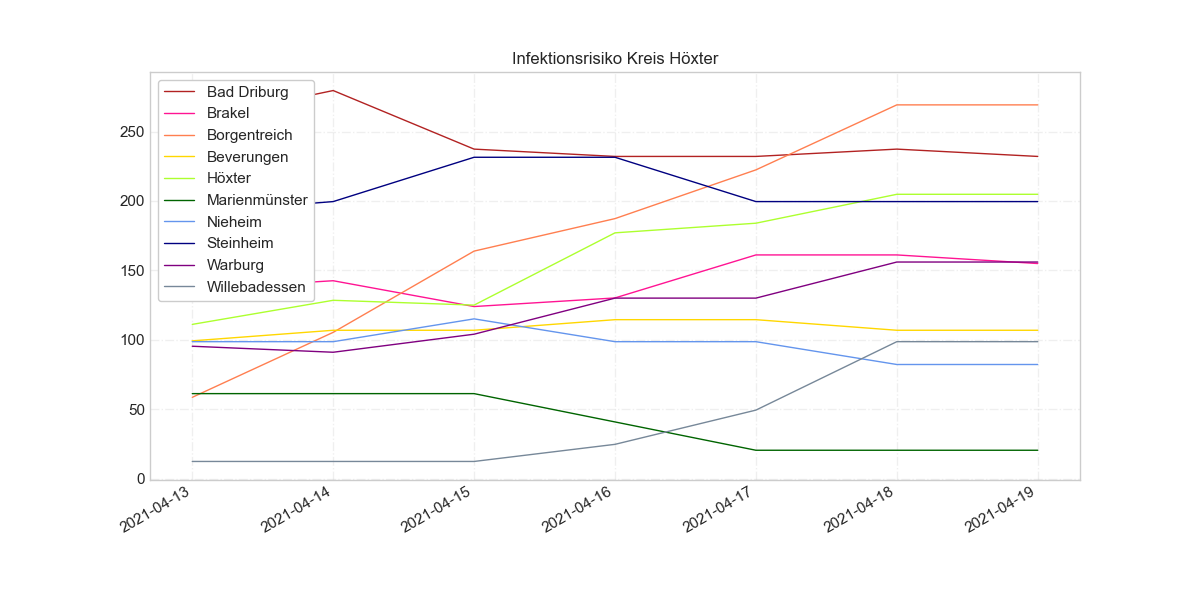 Infektionsrisiko Kreis Höxter
Bad Driburg
Brakel
Borgentreich
Beverungen
Höxter
Marienmünster
Nieheim
Steinheim
Warburg
Willebadessen
250
200
150
100
50
0
2021-04-13
2021-04-14
2021-04-15
2021-04-16
2021-04-17
2021-04-18
2021-04-19